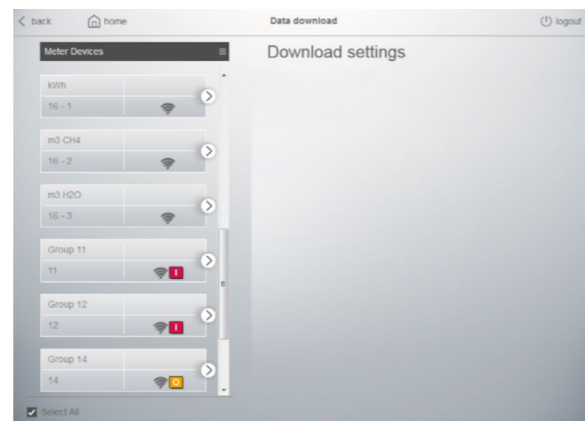 back
home
Data download
logout
Meter Devices
Download settings
kWh
16 - 1
m3 CH4
16 - 2
m3 H2O
16 - 3
Group 11
11
I
Group 12
12
I
Group 14
14
O
Select All